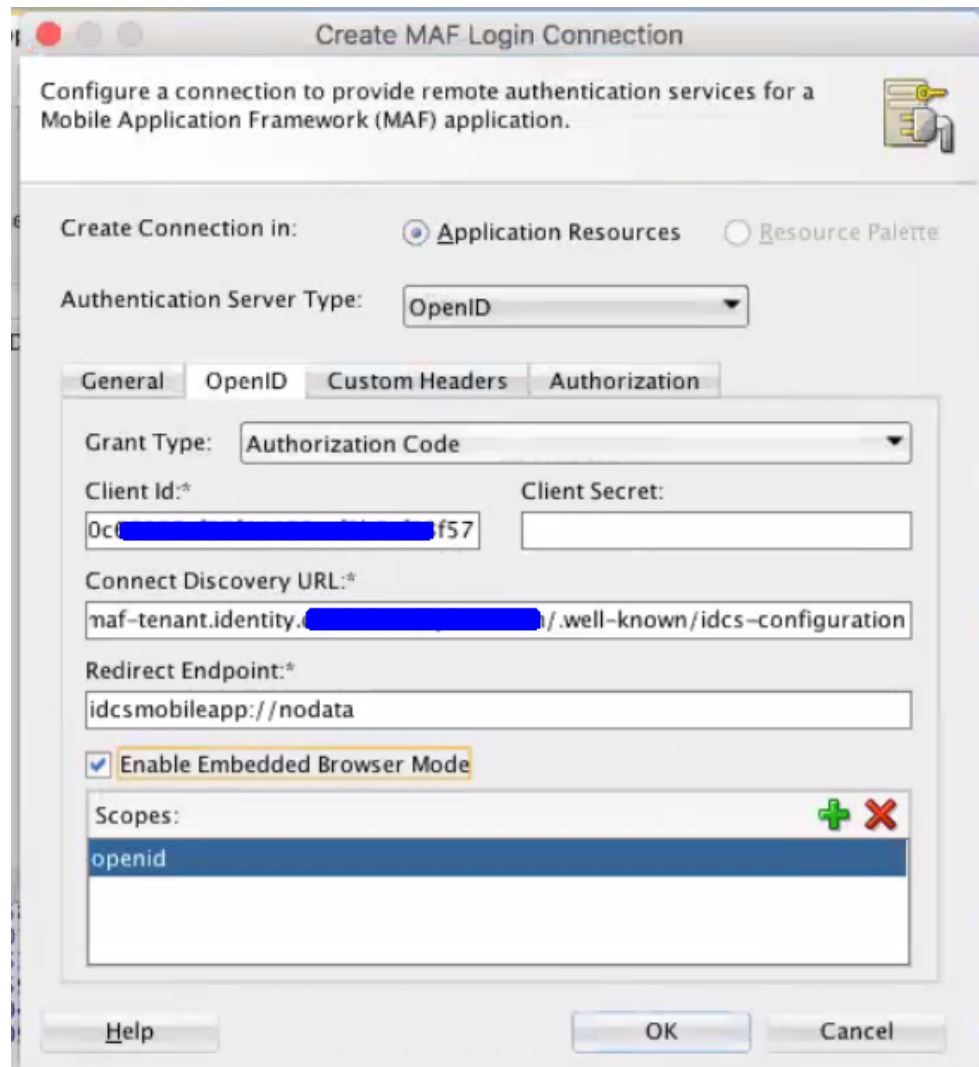 Create MAF Login Connection
Configure a connection to provide remote authentication services for a
Mobile Application Framework (MAF) application.
Create Connection in: Application Resources Resource Palette
Authentication Server Type: OpenID
General OpenID Custom Headers Authorization
Grant Type: Authorization Code
Client Id:* Client Secret:
f57
Connect Discovery URL:*
maf-tenant.identity. /.well-known/idcs-configuration
Redirect Endpoint:*
idcsmobileapp://nodata
Enable Embedded Browser Mode
Scopes:
openid
Help OK Cancel